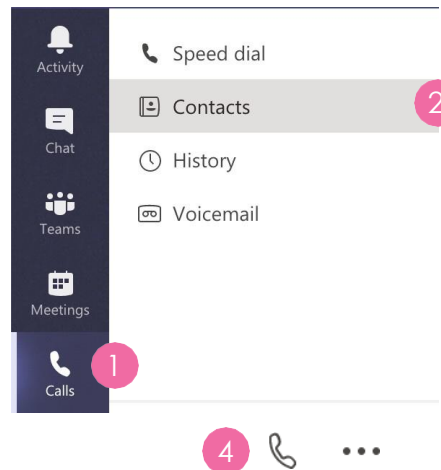 Activity
Chat
Teams
Meetings
Calls
1
Speed dial
Contacts
2
History
Voicemail
4